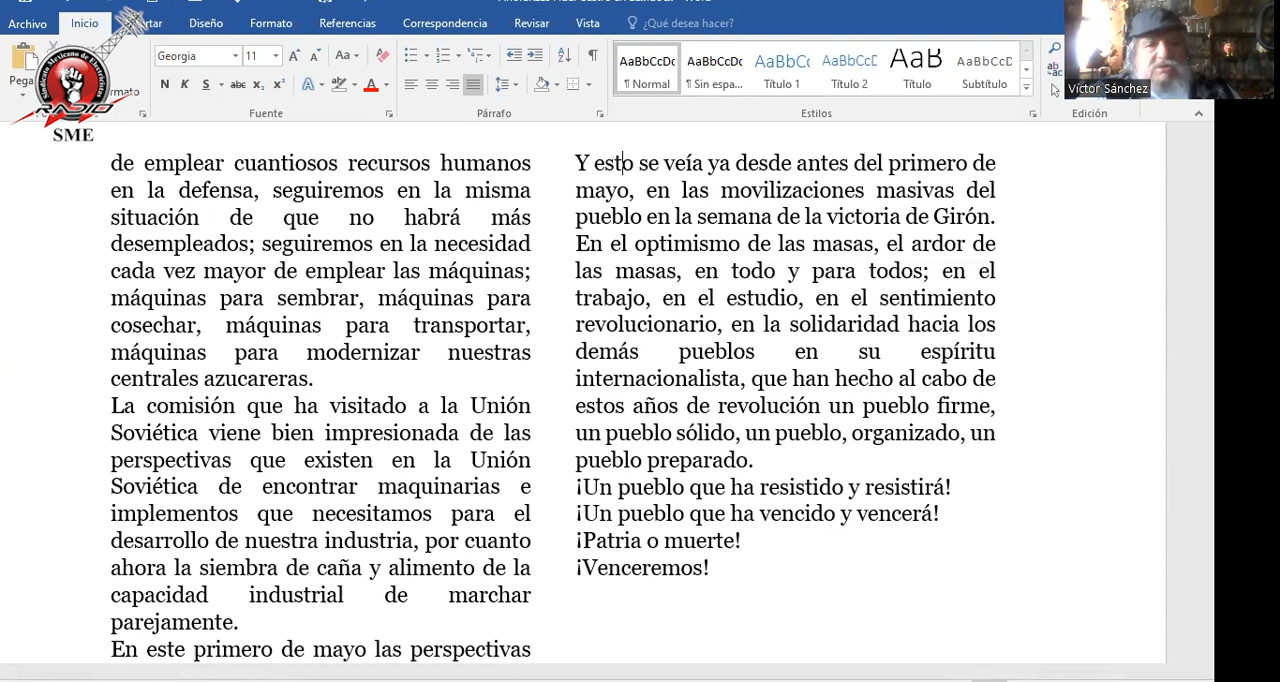 Archivo
Inicio
Diseño
Formato
Referencias
Correspondencia
Revisar
Vista
¿Qué desea hacer?
Georgia
11
Aa
N K S abc x₂ x²
AaBbCcDc
AaBbCcDc
AaBbCc
AaBbCcD
AaB
AaBbCcD
¶ Normal
¶ Sin espa...
Título 1
Título 2
Título
Subtítulo
Fuente
Párrafo
Estilos
Edición
Sindicato Mexicano de Electricistas
RADIO
SME
Víctor Sánchez
de emplear cuantiosos recursos humanos
en la defensa, seguiremos en la misma
situación de que no habrá más
desempleados; seguiremos en la necesidad
cada vez mayor de emplear las máquinas;
máquinas para sembrar, máquinas para
cosechar, máquinas para transportar,
máquinas para modernizar nuestras
centrales azucareras.
La comisión que ha visitado a la Unión
Soviética viene bien impresionada de las
perspectivas que existen en la Unión
Soviética de encontrar maquinarias e
implementos que necesitamos para el
desarrollo de nuestra industria, por cuanto
ahora la siembra de caña y alimento de la
capacidad industrial de marchar
parejamente.
En este primero de mayo las perspectivas
Y esto se veía ya desde antes del primero de
mayo, en las movilizaciones masivas del
pueblo en la semana de la victoria de Girón.
En el optimismo de las masas, el ardor de
las masas, en todo y para todos; en el
trabajo, en el estudio, en el sentimiento
revolucionario, en la solidaridad hacia los
demás pueblos en su espíritu
internacionalista, que han hecho al cabo de
estos años de revolución un pueblo firme,
un pueblo sólido, un pueblo, organizado, un
pueblo preparado.
¡Un pueblo que ha resistido y resistirá!
¡Un pueblo que ha vencido y vencerá!
¡Patria o muerte!
¡Venceremos!